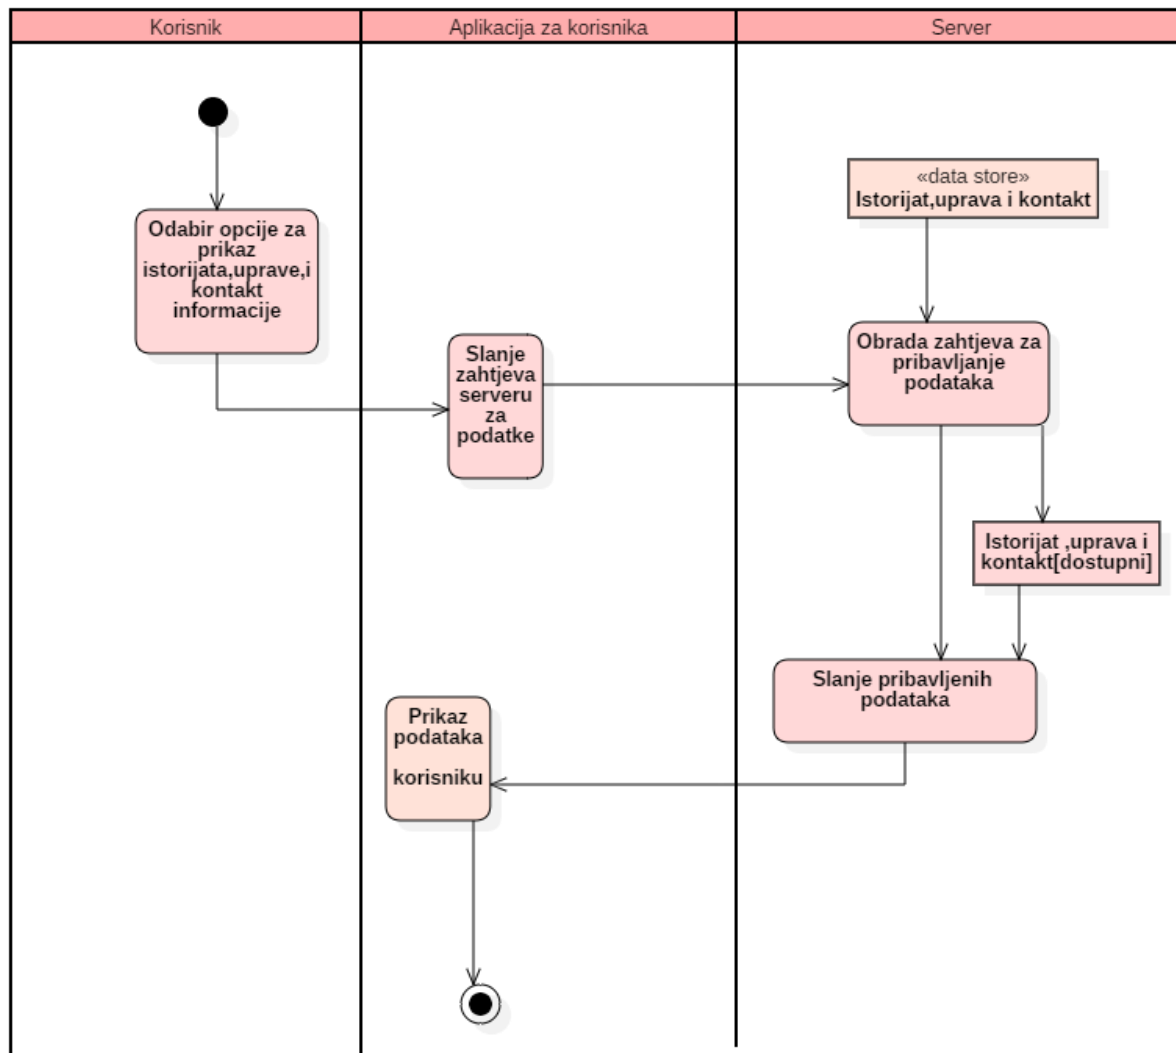 Korisnik
Aplikacija za korisnika
Server
«data store»
Istorijat,uprava i kontakt
Odabir opcije za
prikaz
istorijata,uprave,i
kontakt
informacije
Slanje
zahtjeva
serveru
za
podatke
Obrada zahtjeva za
pribavljanje
podataka
Istorijat ,uprava i
kontakt[dostupni]
Slanje pribavljenih
podataka
Prikaz
podataka
korisniku